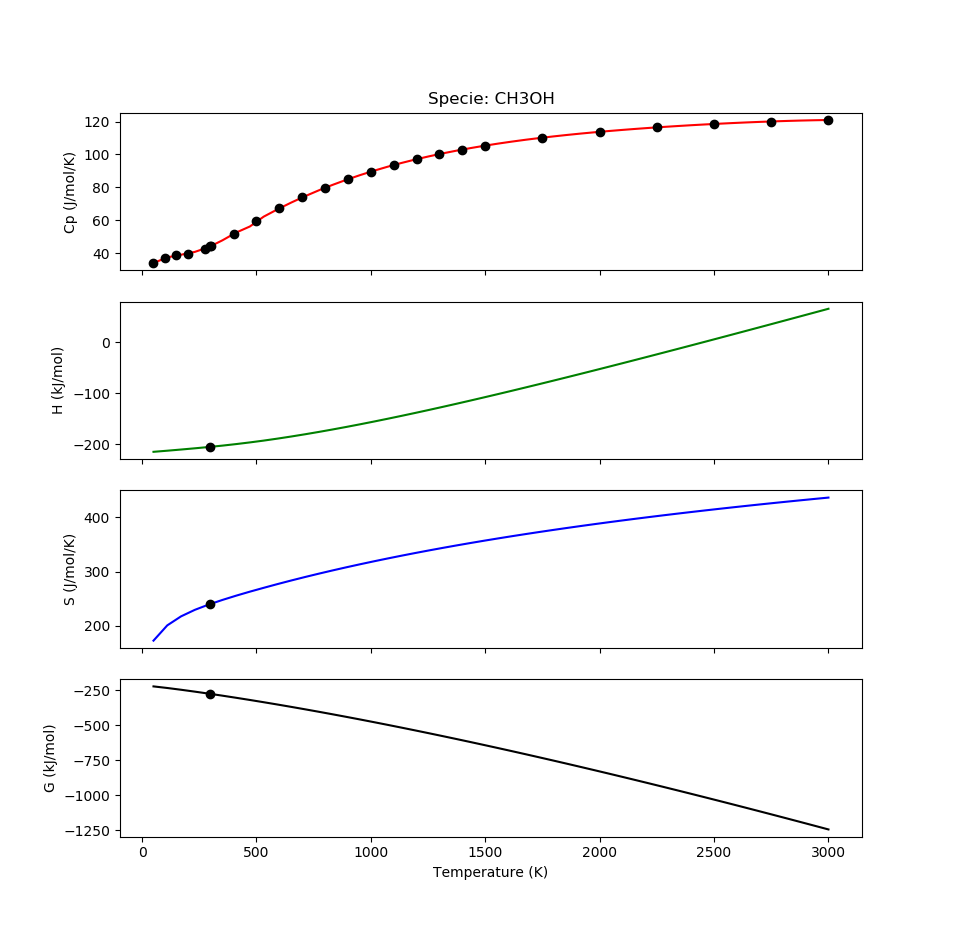 Specie: CH3OH
120
100
80
60
40
Cp (J/mol/K)
0
−100
−200
H (kJ/mol)
400
300
200
S (J/mol/K)
−250
−500
−750
−1000
−1250
G (kJ/mol)
0 500 1000 1500 2000 2500 3000
Temperature (K)